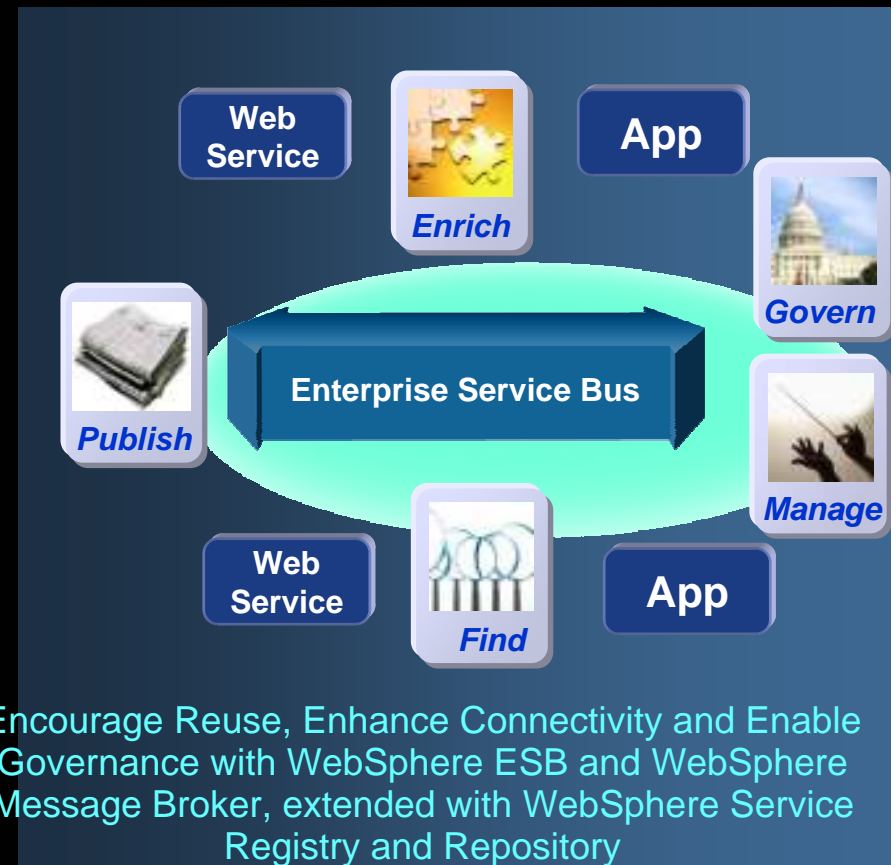 Web
Service
Enrich
App
Govern
Publish
Enterprise Service Bus
Manage
Web
Service
Find
App
Encourage Reuse, Enhance Connectivity and Enable
Governance with WebSphere ESB and WebSphere
Message Broker, extended with WebSphere Service
Registry and Repository